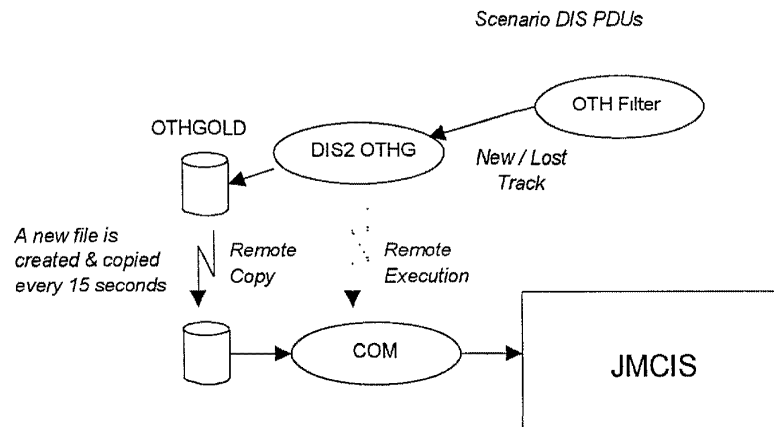 Scenario DIS PDUs
OTH Filter
OTHGOLD
DIS2 OTHG
New / Lost
Track
A new file is
created & copied
every 15 seconds
Remote
Copy
Remote
Execution
COM
JMCIS